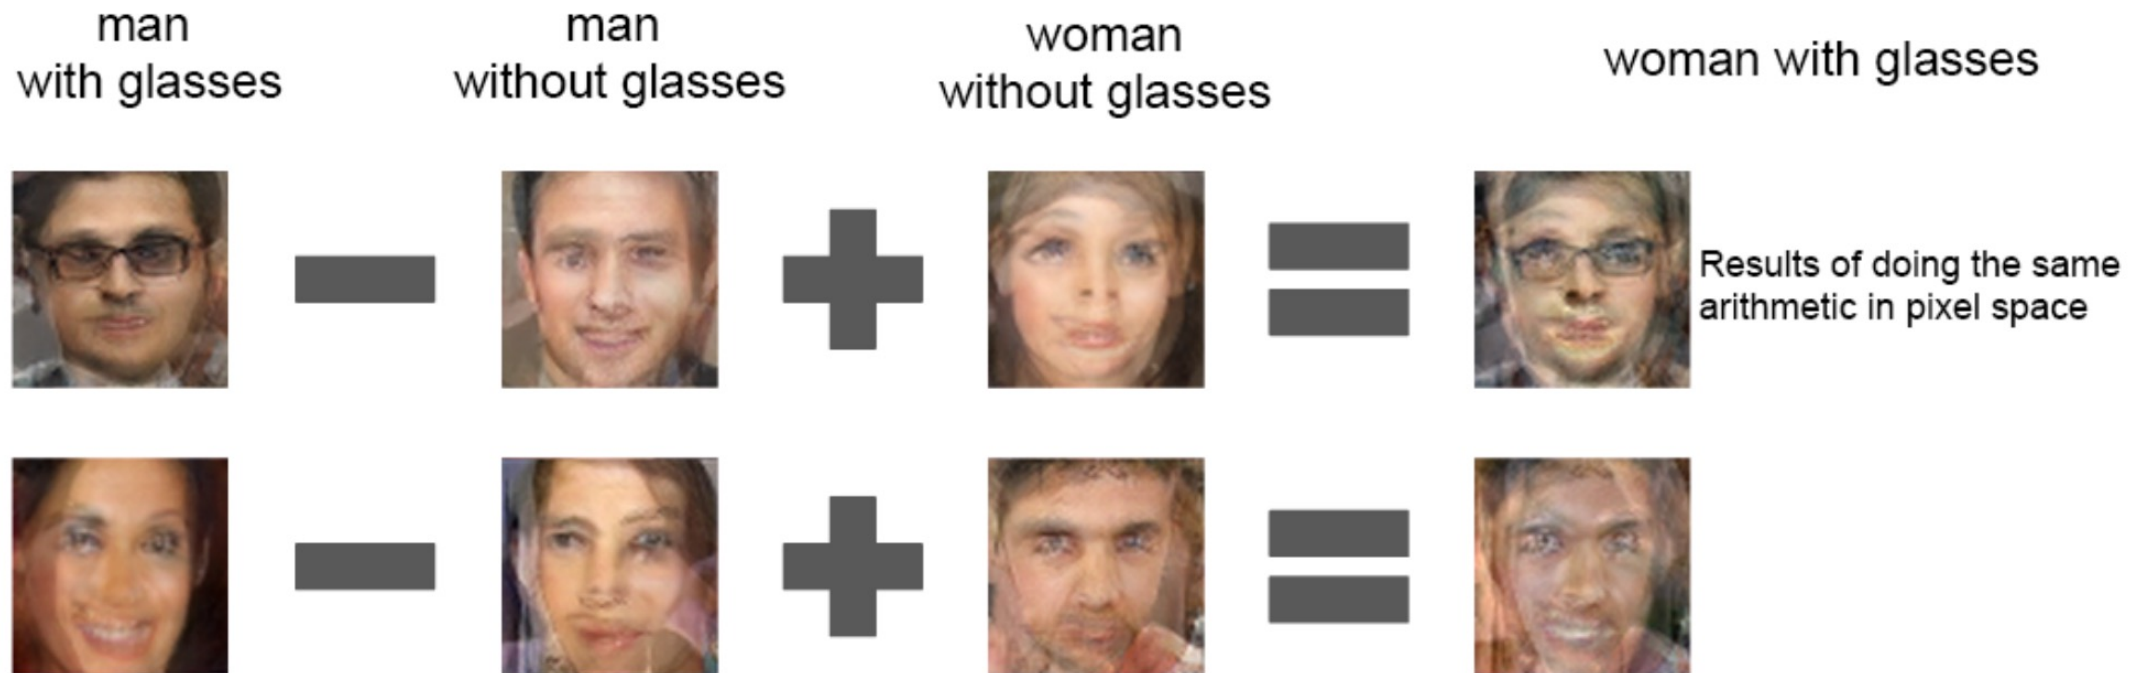 man
with glasses
man
without glasses
woman
without glasses
woman with glasses
Results of doing the same
arithmetic in pixel space